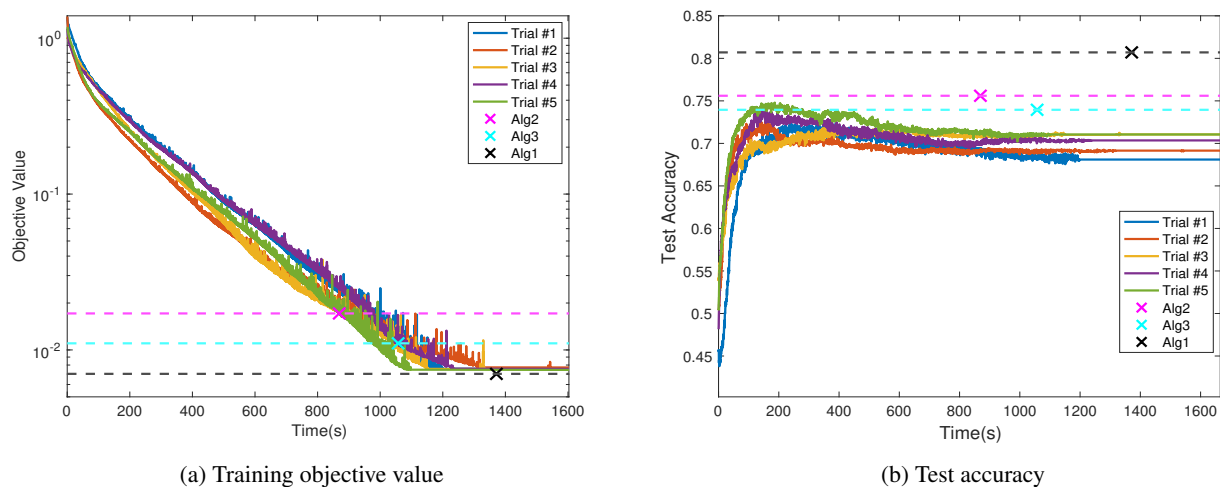 10^0
10^-1
10^-2
Objective Value
0 200 400 600 800 1000 1200 1400 1600
Time(s)
Trial #1
Trial #2
Trial #3
Trial #4
Trial #5
Alg2
Alg3
Alg1
(a) Training objective value
0.85
0.8
0.75
0.7
0.65
0.6
0.55
0.5
0.45
Test Accuracy
0 200 400 600 800 1000 1200 1400 1600
Time(s)
Trial #1
Trial #2
Trial #3
Trial #4
Trial #5
Alg2
Alg3
Alg1
(b) Test accuracy